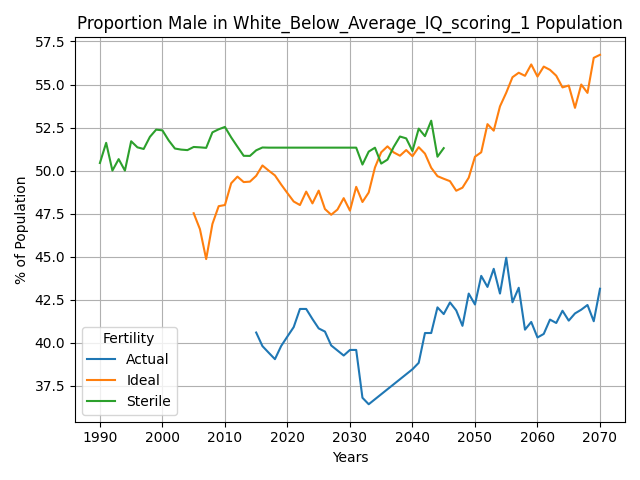 Proportion Male in White_Below_Average_IQ_scoring_1 Population
57.5
55.0
52.5
50.0
47.5
45.0
42.5
40.0
37.5
% of Population
Fertility
Actual
Ideal
Sterile
1990 2000 2010 2020 2030 2040 2050 2060 2070
Years